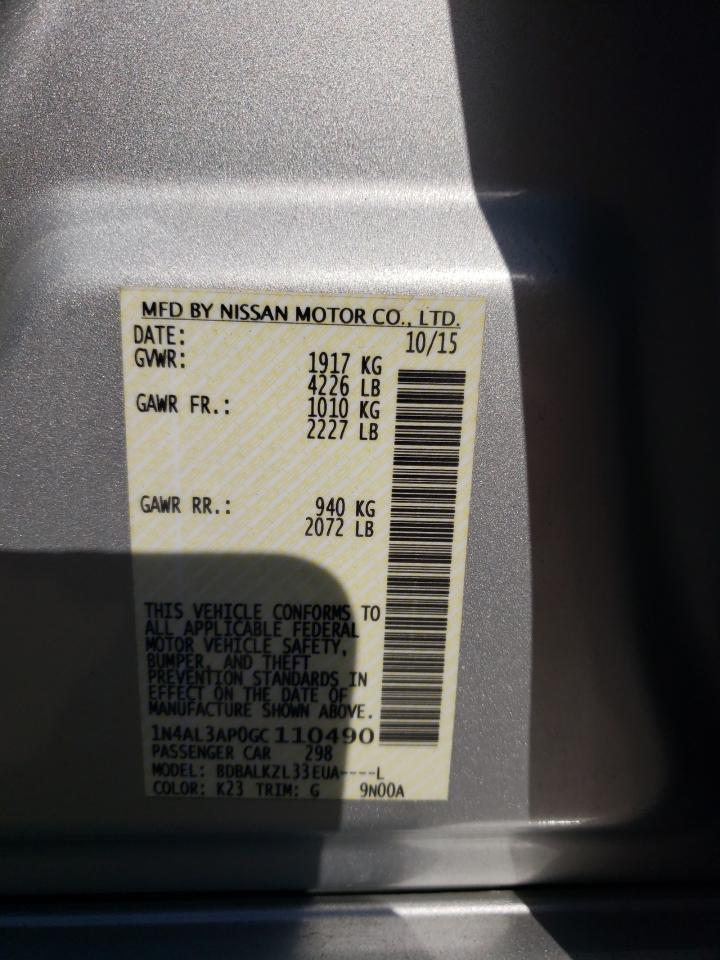 MFD BY NISSAN MOTOR CO., LTD.
DATE: 10/15
GVWR: 1917 KG
4226 LB
GAWR FR.: 1010 KG
2227 LB
GAWR RR.: 940 KG
2072 LB
THIS VEHICLE CONFORMS TO
ALL APPLICABLE FEDERAL
MOTOR VEHICLE SAFETY,
BUMPER, AND THEFT
PREVENTION STANDARDS IN
EFFECT ON THE DATE OF
MANUFACTURE SHOWN ABOVE.
1N4AL3AP0GC110490
PASSENGER CAR 298
MODEL: BDBALKZL33EUA----L
COLOR: K23 TRIM: G 9N00A